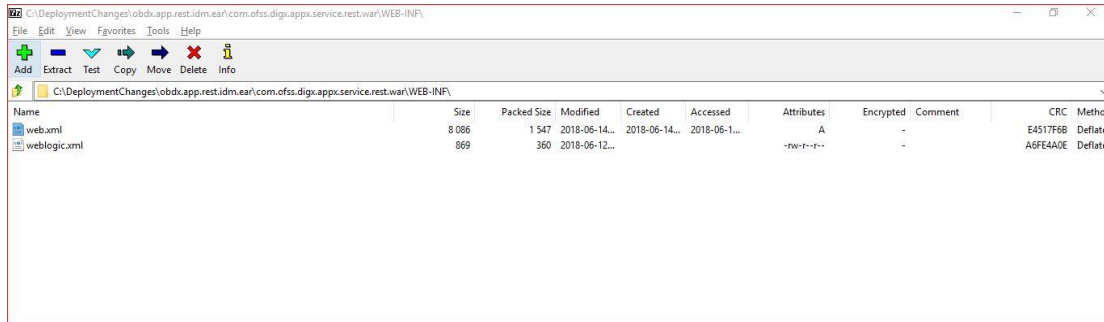 7z C:\DeploymentChanges\obdx.app.rest.idm.ear\com.ofss.digx.appx.service.rest.war\WEB-INF\
File Edit View Favorites Tools Help
Add Extract Test Copy Move Delete Info
C:\DeploymentChanges\obdx.app.rest.idm.ear\com.ofss.digx.appx.service.rest.war\WEB-INF\
Name Size Packed Size Modified Created Accessed Attributes Encrypted Comment CRC Metho
web.xml 8 086 1 547 2018-06-14... 2018-06-14... 2018-06-1... A - E4517F6B Deflate
weblogic.xml 869 360 2018-06-12... -rw-r--r-- - A6FE4A0E Deflate